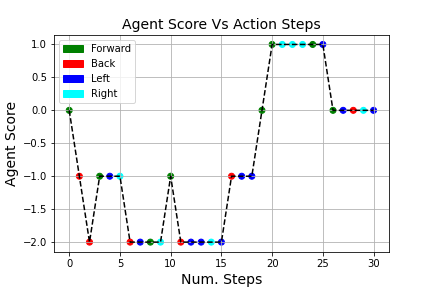 Agent Score Vs Action Steps
Agent Score
1.0
0.5
0.0
−0.5
−1.0
−1.5
−2.0
Forward
Back
Left
Right
0 5 10 15 20 25 30
Num. Steps